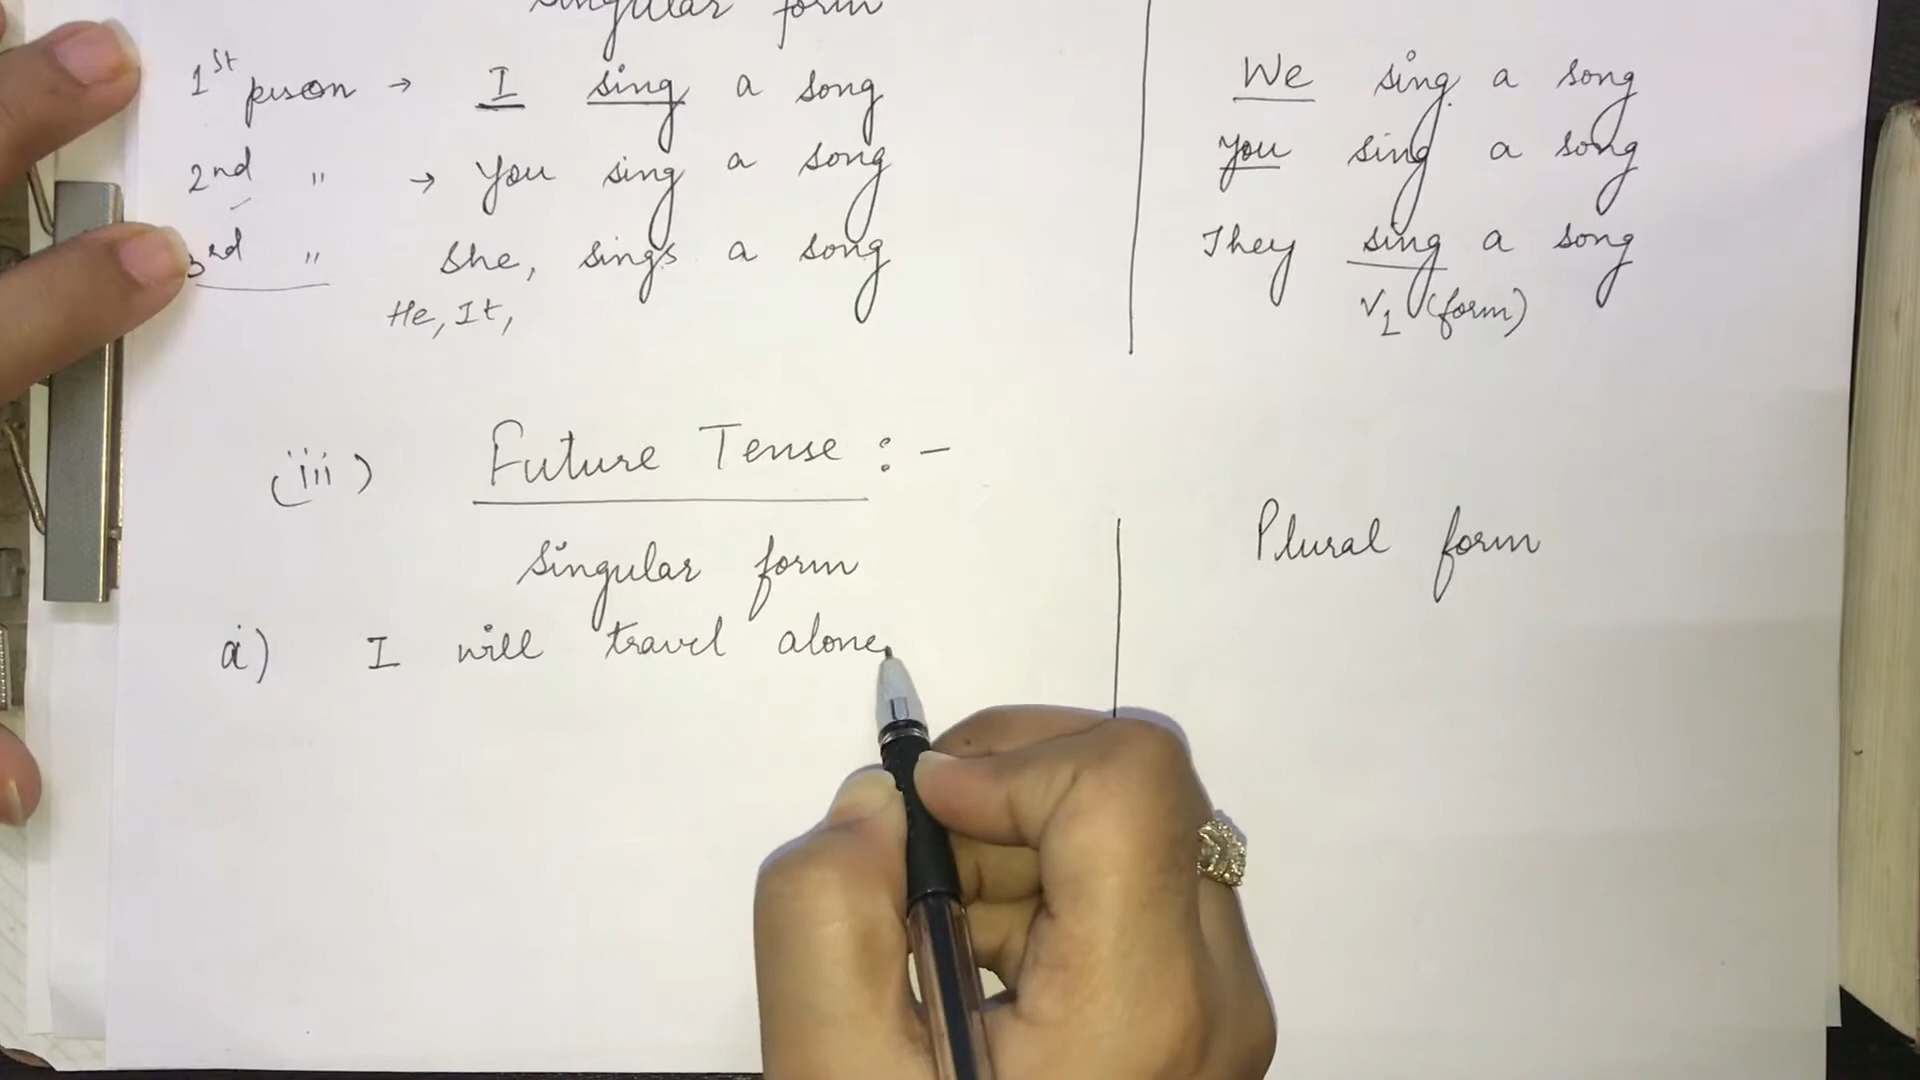 singular form
1st person → I sing a song
2nd " → You sing a song
3rd " She, sings a song
He, It,
We sing a song
You sing a song
They sing a song
V1 (form)
(iii) Future Tense :-
Singular form
a) I will travel alone
Plural form